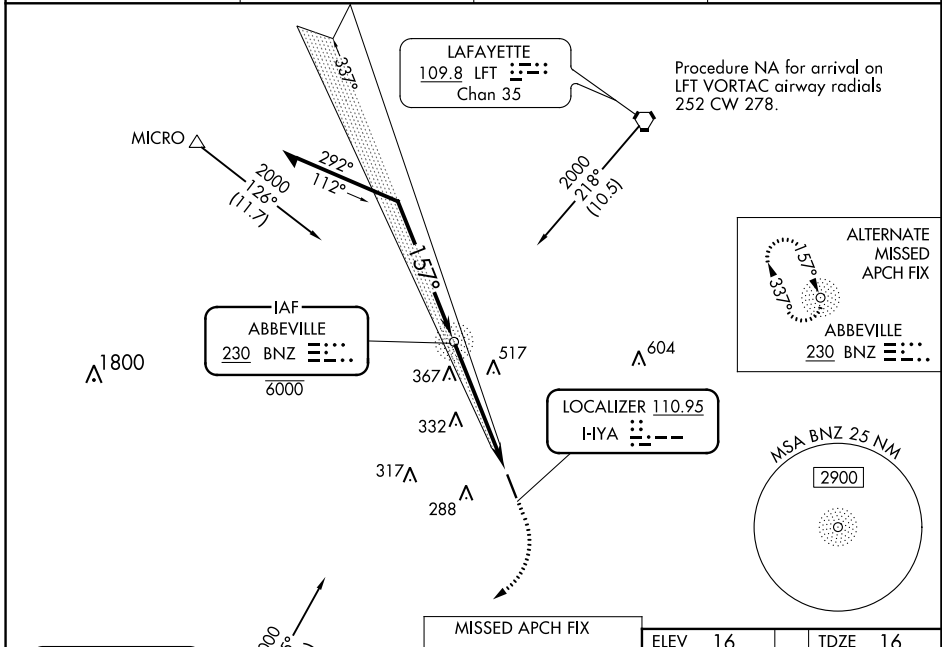 337°
LAFAYETTE
109.8 LFT
Chan 35
Procedure NA for arrival on
LFT VORTAC airway radials
252 CW 278.
MICRO
2000
126°
(11.7)
292°
112°
2000
218°
(10.5)
157°
ALTERNATE
MISSED
APCH FIX
157°
337°
ABBEVILLE
230 BNZ
IAF
ABBEVILLE
230 BNZ
6000
1800
517
604
367
332
317
288
LOCALIZER 110.95
I-IYA
MSA BNZ 25 NM
2900
MISSED APCH FIX
ELEV 16
TDZE 16